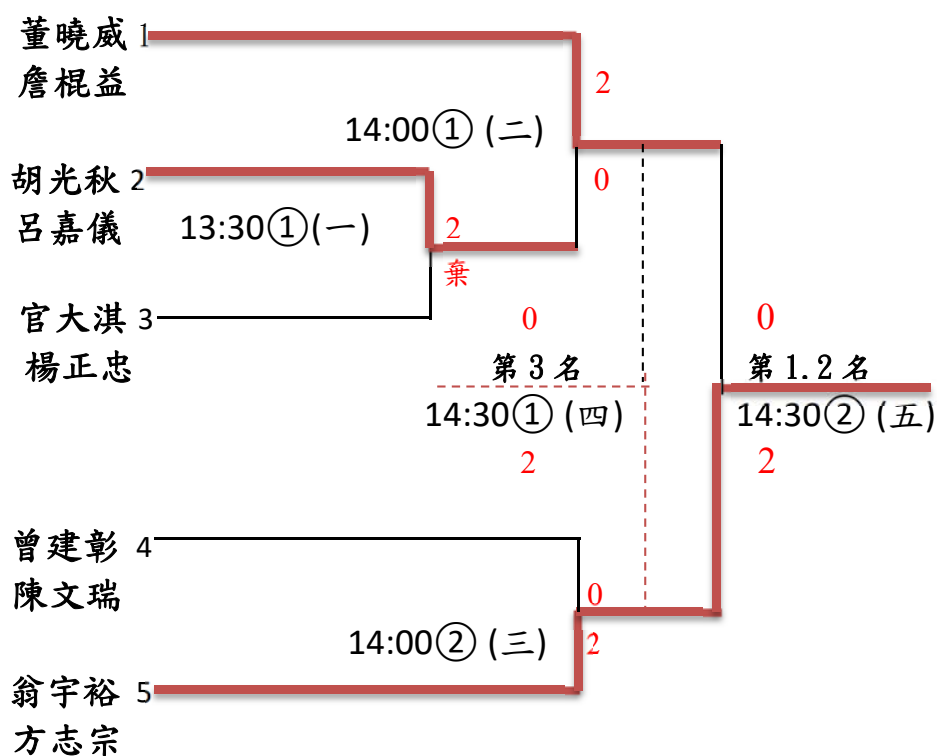 董曉威 1
詹棍益
2
14:00① (二)
0
胡光秋 2
呂嘉儀
13:30①(一)
2
棄
官大淇 3
楊正忠
0
第 3 名
14:30① (四)
2
0
第 1.2 名
14:30② (五)
2
曾建彰 4
陳文瑞
0
14:00② (三)
2
翁宇裕 5
方志宗